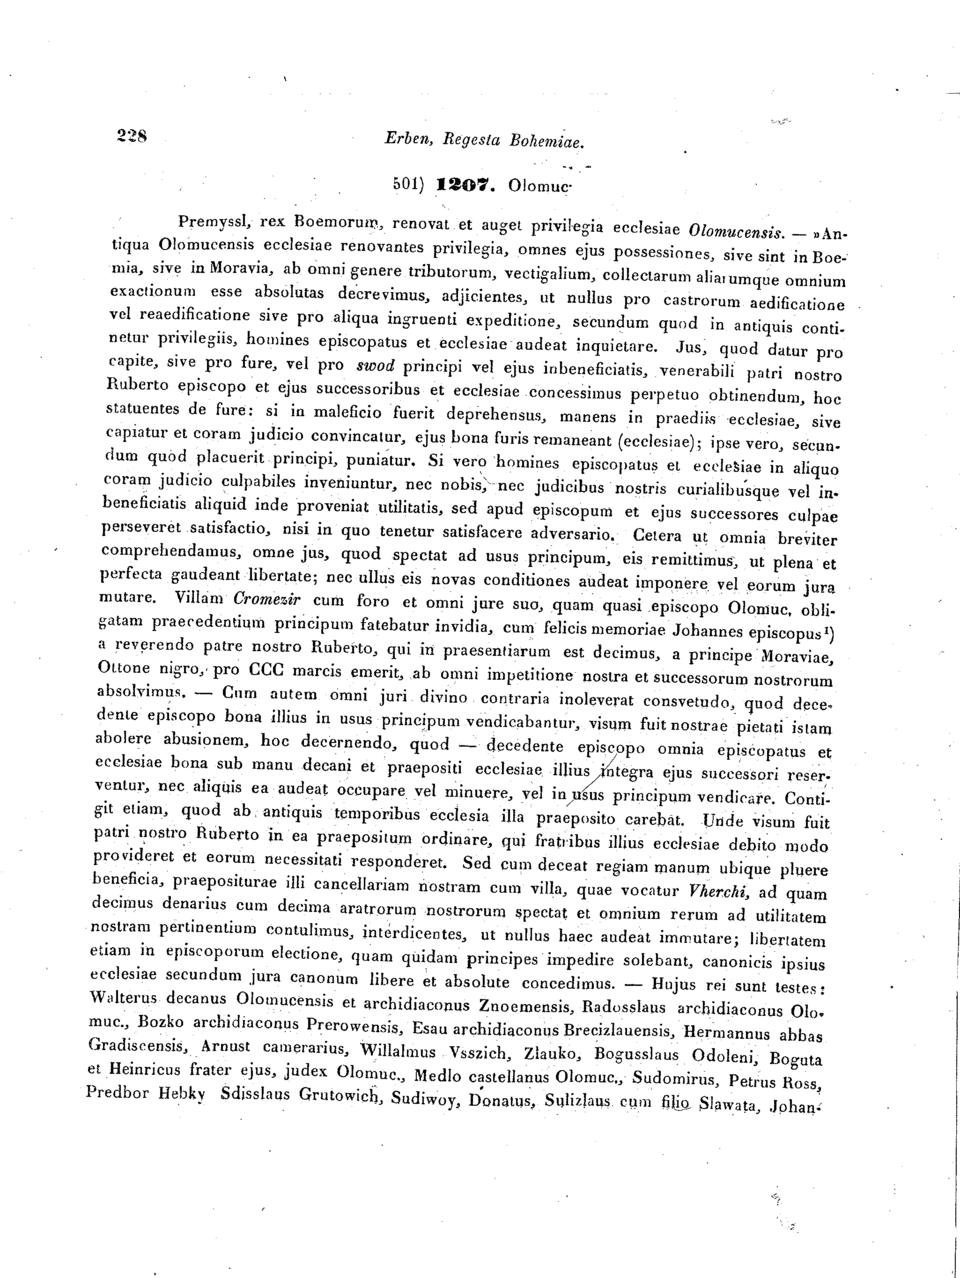 228
Erben, Regesta Bohemiae.
501) 1207. Olomuc·
Premyssl, rex Boemorum, renovat et auget privilegia ecclesiae Olomucensis. — »An-
tiqua Olomucensis ecclesiae renovantes privilegia, omnes ejus possessiones, sive sint in Boe-
mia, sive in Moravia, ab omni genere tributorum, vectigalium, collectarum aliarumque omnium
exactionum esse absolutas decrevimus, adjicientes, ut nullus pro castrorum aedificatione
vel reaedificatione sive pro aliqua ingruenti expeditione, secundum quod in antiquis conti-
netur privilegiis, homines episcopatus et ecclesiae audeat inquietare. Jus, quod datur pro
capite, sive pro fure, vel pro swod principi vel ejus inbeneficiatis, venerabili patri nostro
Ruberto episcopo et ejus successoribus et ecclesiae concessimus perpetuo obtinendum, hoc
statuentes de fure: si in maleficio fuerit deprehensus, manens in praediis ecclesiae, sive
capiatur et coram judicio convincatur, ejus bona furis remaneant (ecclesiae); ipse vero, secun-
dum quod placuerit principi, puniatur. Si vero homines episcopatus et ecclesiae in aliquo
coram judicio culpabiles inveniuntur, nec nobis, nec judicibus nostris curialibusque vel in-
beneficiatis aliquid inde proveniat utilitatis, sed apud episcopum et ejus successores culpae
perseveret satisfactio, nisi in quo tenetur satisfacere adversario. Cetera ut omnia breviter
comprehendamus, omne jus, quod spectat ad usus principum, eis remittimus, ut plena et
perfecta gaudeant libertate; nec ullus eis novas conditiones audeat imponere vel eorum jura
mutare. Villam Cromezir cum foro et omni jure suo, quam quasi episcopo Olomuc, obli-
gatam praecedentium principum fatebatur invidia, cum felicis memoriae Johannes episcopus¹)
a reverendo patre nostro Ruberto, qui in praesentiarum est decimus, a principe Moraviae,
Ottone nigro, pro CCC marcis emerit, ab omni impetitione nostra et successorum nostrorum
absolvimus. — Cum autem omni juri divino contraria inoleverat consvetudo, quod dece-
dente episcopo bona illius in usus principum vendicabantur, visum fuit nostrae pietati istam
abolere abusionem, hoc decernendo, quod — decedente episcopo omnia episcopatus et
ecclesiae bona sub manu decani et praepositi ecclesiae illius integra ejus successori reser-
ventur, nec aliquis ea audeat occupare vel minuere, vel in usus principum vendicare. Conti-
git etiam, quod ab antiquis temporibus ecclesia illa praeposito carebat. Unde visum fuit
patri nostro Ruberto in ea praepositum ordinare, qui fratribus illius ecclesiae debito modo
provideret et eorum necessitati responderet. Sed cum deceat regiam manum ubique pluere
beneficia, praepositurae illi cancellariam nostram cum villa, quae vocatur Vherchi, ad quam
decimus denarius cum decima aratrorum nostrorum spectat et omnium rerum ad utilitatem
nostram pertinentium contulimus, interdicentes, ut nullus haec audeat immutare; libertatem
etiam in episcoporum electione, quam quidam principes impedire solebant, canonicis ipsius
ecclesiae secundum jura canonum libere et absolute concedimus. — Hujus rei sunt testes:
Walterus decanus Olomucensis et archidiaconus Znoemensis, Radosslaus archidiaconus Olo-
muc., Bozko archidiaconus Prerowensis, Esau archidiaconus Brecizlauensis, Hermannus abbas
Gradiscensis, Arnust camerarius, Willalmus Vsszich, Zlauko, Bogusslaus Odoleni, Boguta
et Heinricus frater ejus, judex Olomuc., Medlo castellanus Olomuc., Sudomirus, Petrus Ross,
Predbor Hebky Sdisslaus Grutowich, Sudiwoy, Donatus, Sulizlaus cum filio Slawata, Johan-